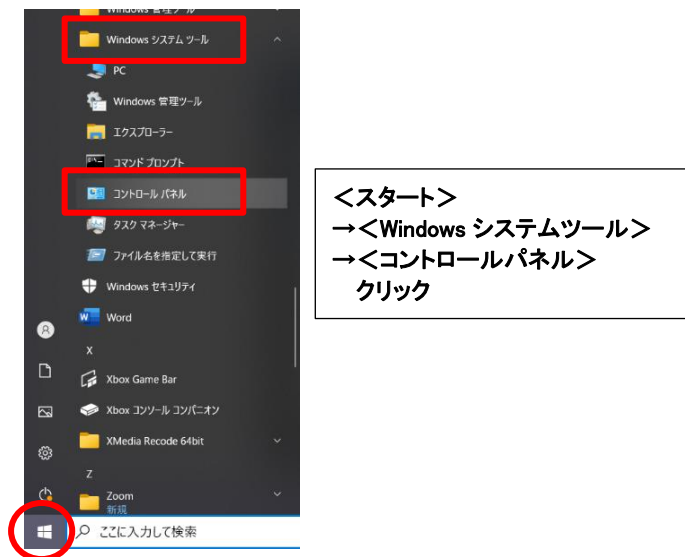 Windows 管理ツール
Windows システム ツール
PC
Windows 管理ツール
エクスプローラー
コマンド プロンプト
コントロール パネル
タスク マネージャー
ファイル名を指定して実行
Windows セキュリティ
Word
X
Xbox Game Bar
Xbox コンソール コンパニオン
XMedia Recode 64bit
Z
Zoom
新規
ここに入力して検索
＜スタート＞
→＜Windows システムツール＞
→＜コントロールパネル＞
クリック